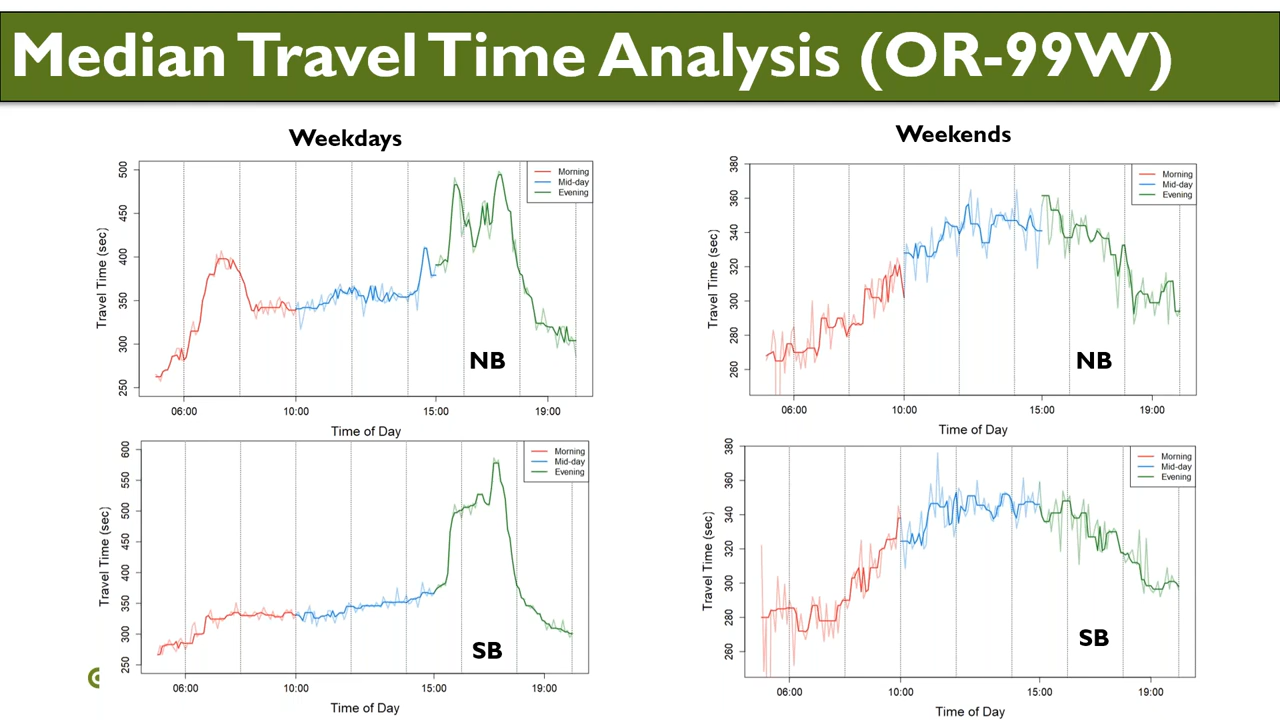 Median Travel Time Analysis (OR-99W)
Weekdays
Travel Time (sec)
500
450
400
350
300
250
Morning
Mid-day
Evening
NB
06:00 10:00 15:00 19:00
Time of Day
Weekends
Travel Time (sec)
380
360
340
320
300
280
260
Morning
Mid-day
Evening
NB
06:00 10:00 15:00 19:00
Time of Day
Travel Time (sec)
600
550
500
450
400
350
300
250
Morning
Mid-day
Evening
SB
06:00 10:00 15:00 19:00
Time of Day
Travel Time (sec)
380
360
340
320
300
280
260
Morning
Mid-day
Evening
SB
06:00 10:00 15:00 19:00
Time of Day